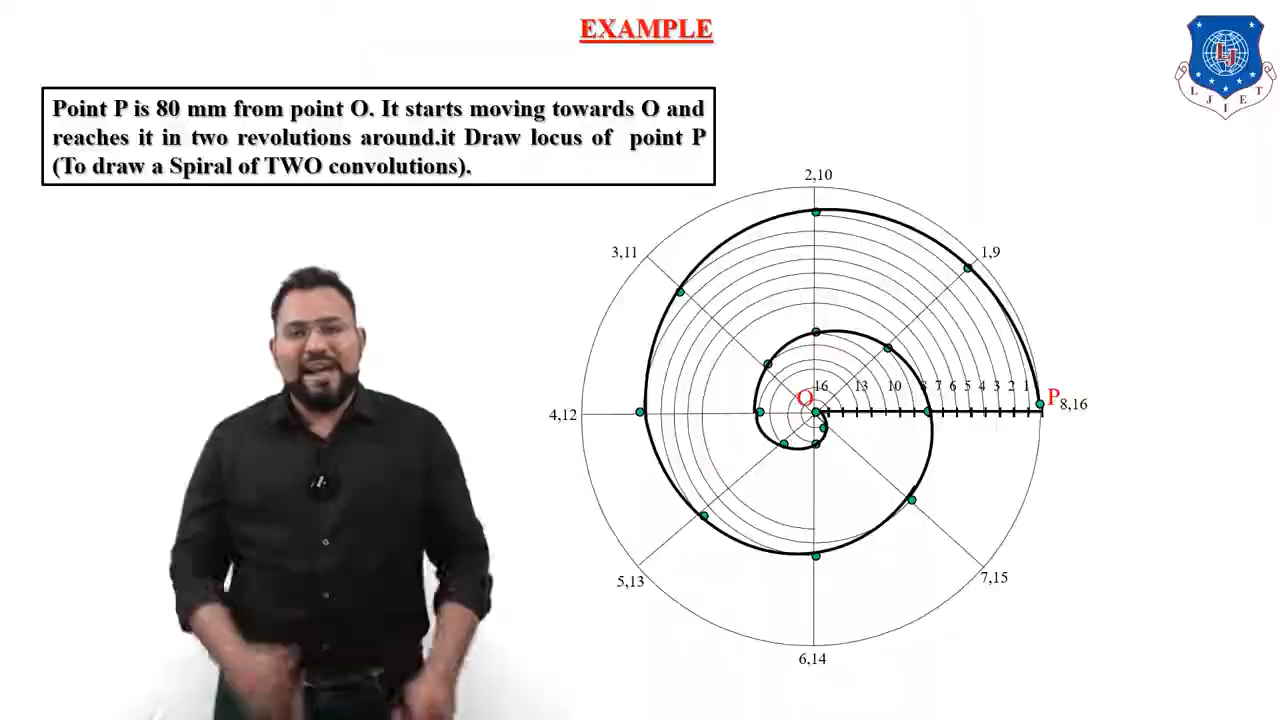 EXAMPLE
Point P is 80 mm from point O. It starts moving towards O and
reaches it in two revolutions around.it Draw locus of point P
(To draw a Spiral of TWO convolutions).
LJ
L J I E T
2,10
3,11
1,9
16 13 10 8 7 6 5 4 3 2 1
O
P
8,16
4,12
5,13
7,15
6,14